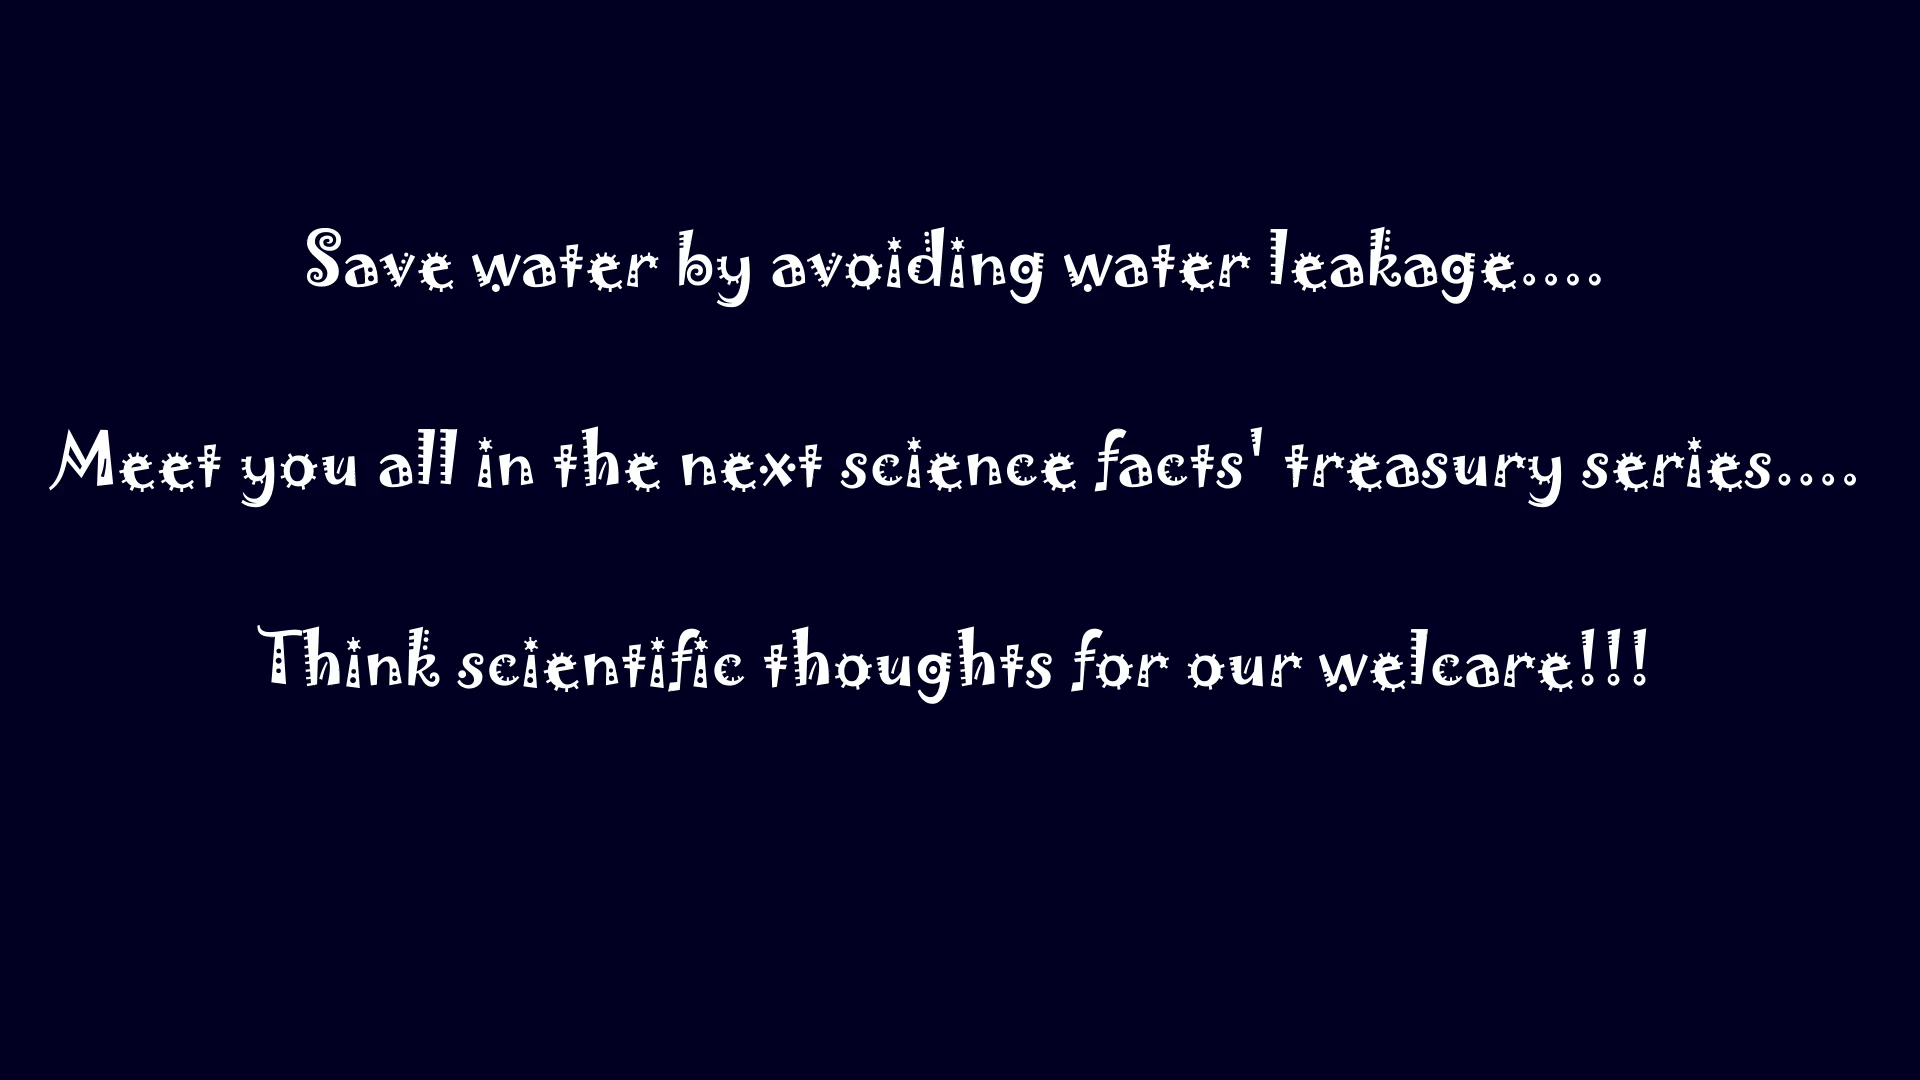 Save water by avoiding water leakage....
Meet you all in the next science facts' treasury series....
Think scientific thoughts for our welcare!!!